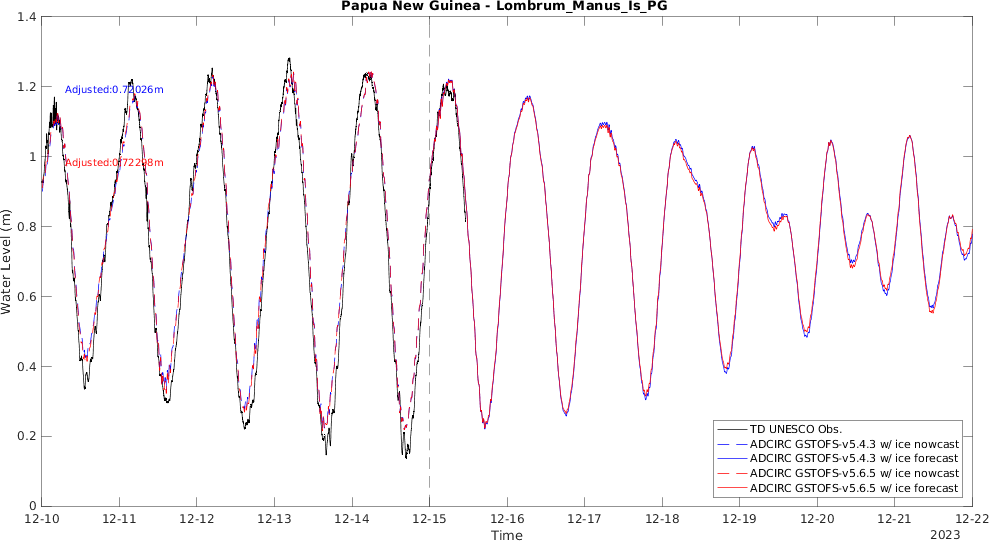 Papua New Guinea - Lombrum_Manus_Is_PG
1.4
1.2
1
0.8
0.6
0.4
0.2
0
Water Level (m)
Adjusted:0.72026m
Adjusted:0.72298m
TD UNESCO Obs.
ADCIRC GSTOFS-v5.4.3 w/ ice nowcast
ADCIRC GSTOFS-v5.4.3 w/ ice forecast
ADCIRC GSTOFS-v5.6.5 w/ ice nowcast
ADCIRC GSTOFS-v5.6.5 w/ ice forecast
12-10 12-11 12-12 12-13 12-14 12-15 12-16 12-17 12-18 12-19 12-20 12-21 12-22
Time
2023